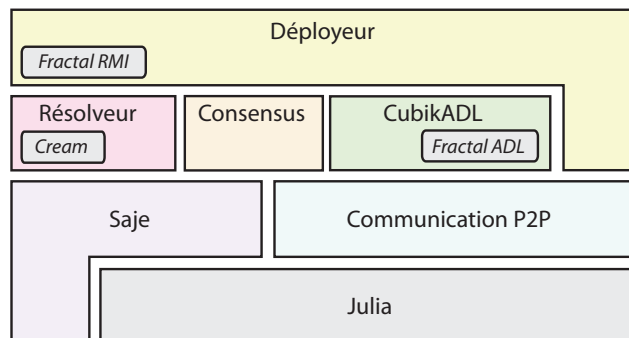 Déployeur
Fractal RMI
Résolveur
Consensus
CubikADL
Cream
Fractal ADL
Saje
Communication P2P
Julia